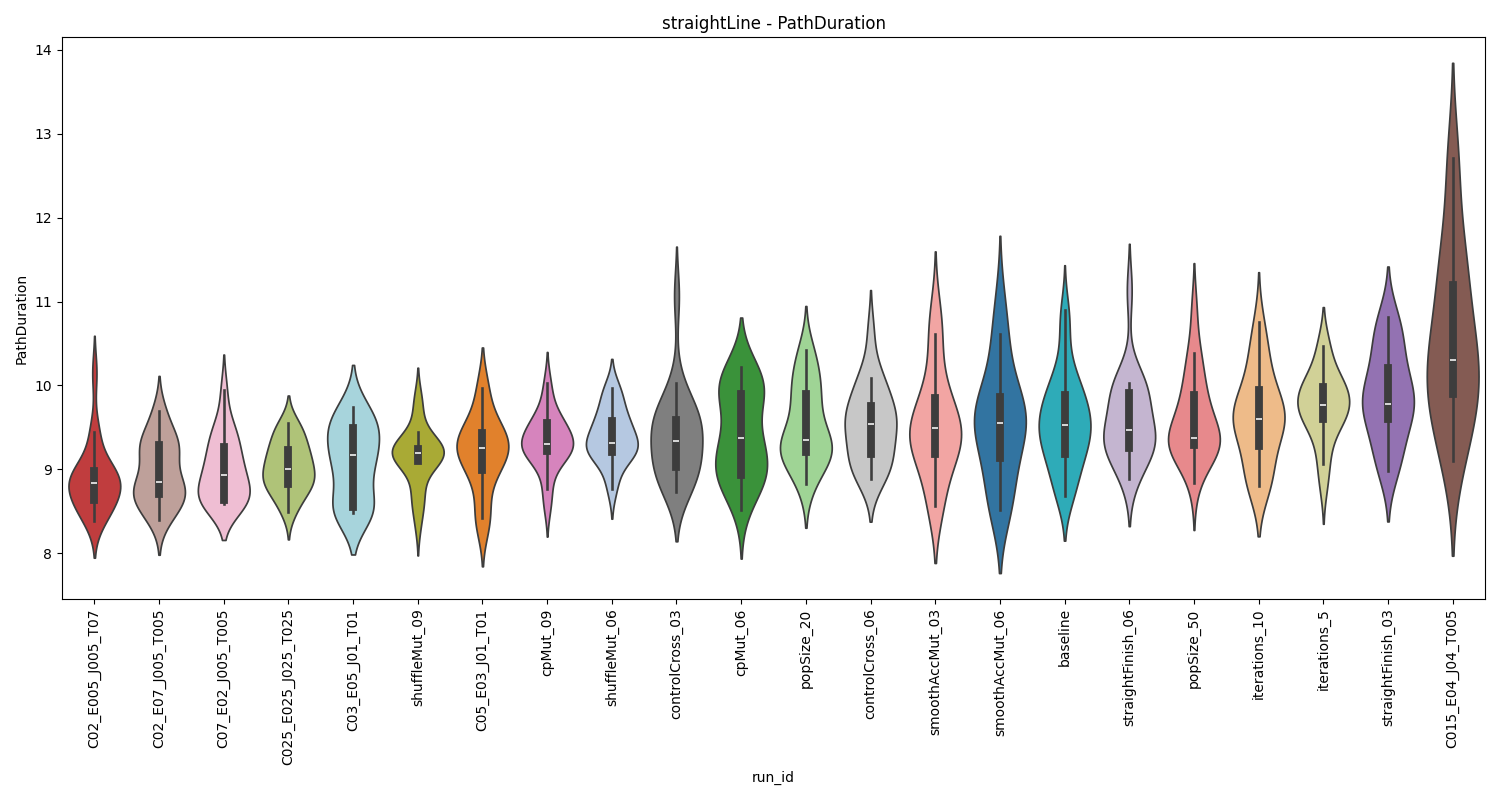 straightLine - PathDuration
14
13
12
11
10
9
8
PathDuration
C02_E005_J005_T07
C02_E07_J005_T005
C07_E02_J005_T005
C025_E025_J025_T025
C03_E05_J01_T01
shuffleMut_09
C05_E03_J01_T01
cpMut_09
shuffleMut_06
controlCross_03
cpMut_06
popSize_20
controlCross_06
smoothAccMut_03
smoothAccMut_06
baseline
straightFinish_06
popSize_50
iterations_10
iterations_5
straightFinish_03
C015_E04_J04_T005
run_id